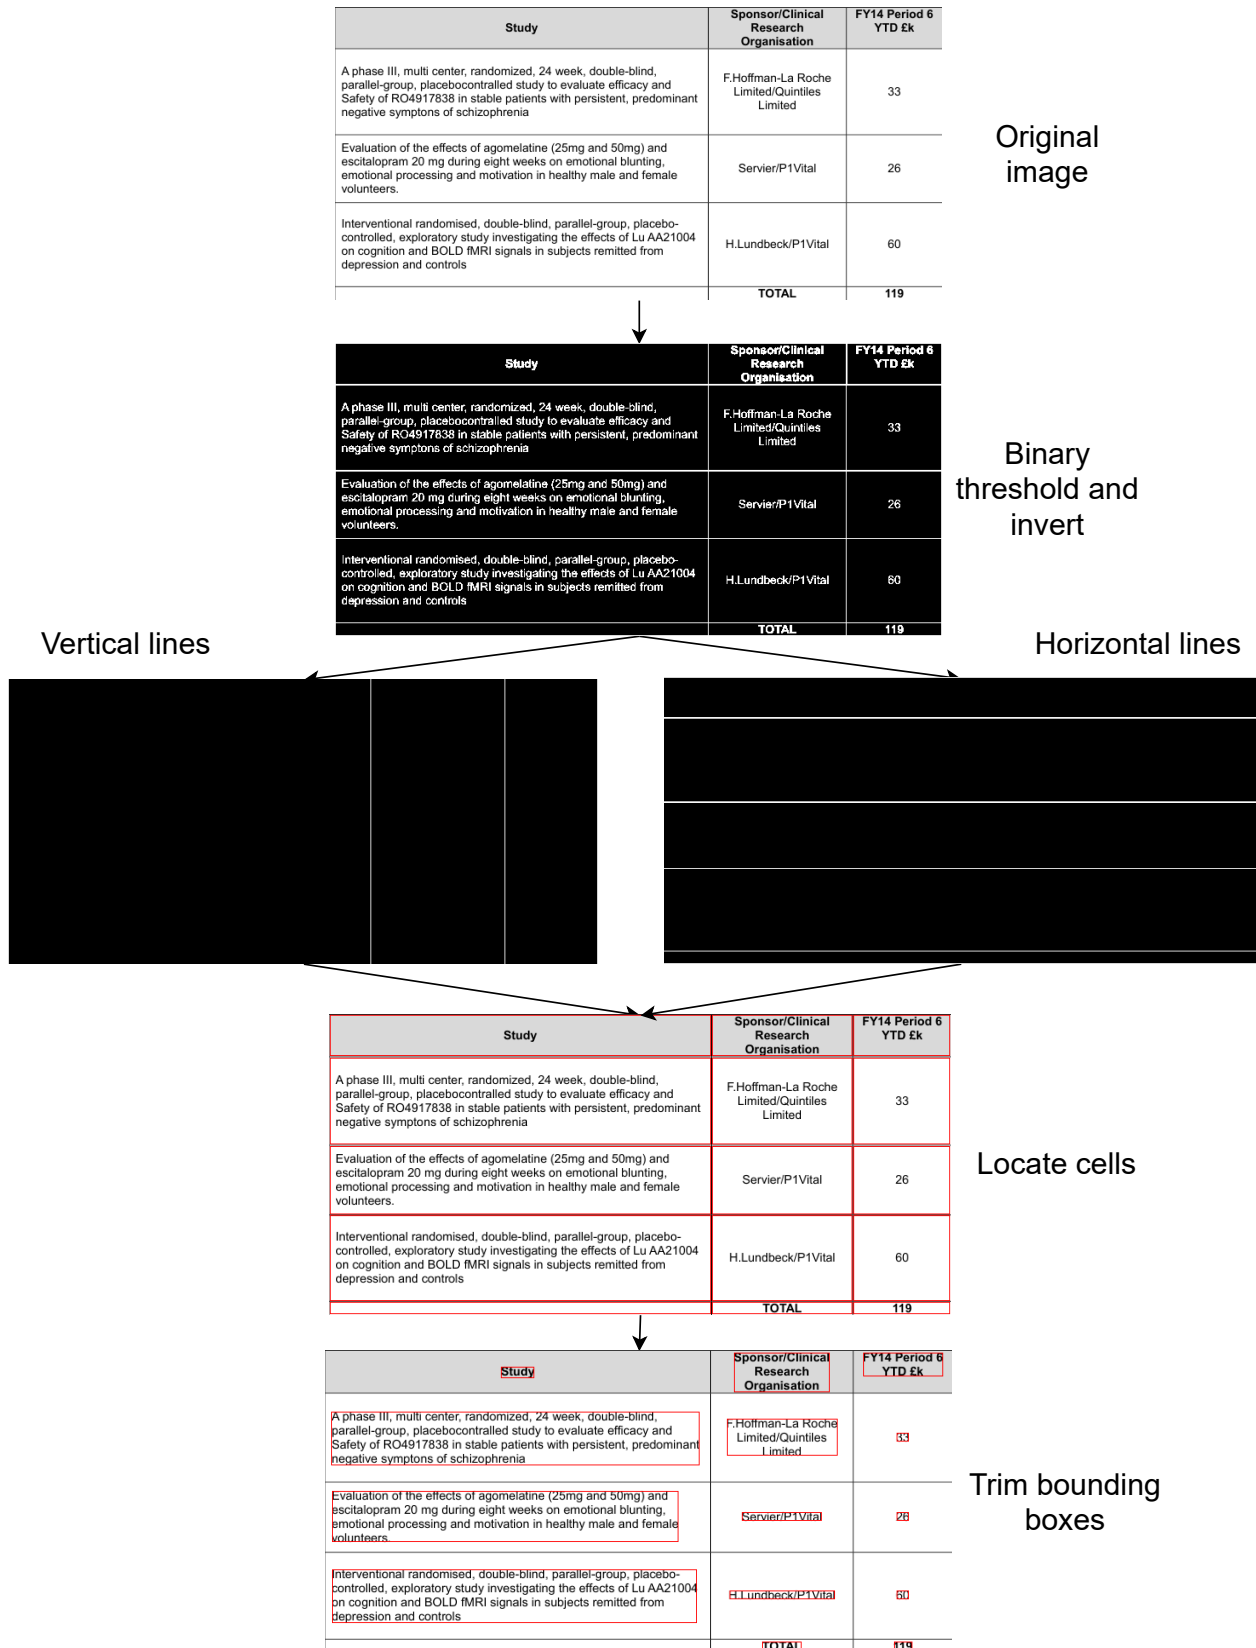 Study
Sponsor/Clinical
Research
Organisation
FY14 Period 6
YTD £k
A phase III, multi center, randomized, 24 week, double-blind,
parallel-group, placebocontralled study to evaluate efficacy and
Safety of RO4917838 in stable patients with persistent, predominant
negative symptons of schizophrenia
F.Hoffman-La Roche
Limited/Quintiles
Limited
33
Evaluation of the effects of agomelatine (25mg and 50mg) and
escitalopram 20 mg during eight weeks on emotional blunting,
emotional processing and motivation in healthy male and female
volunteers.
Servier/P1Vital
26
Interventional randomised, double-blind, parallel-group, placebo-
controlled, exploratory study investigating the effects of Lu AA21004
on cognition and BOLD fMRI signals in subjects remitted from
depression and controls
H.Lundbeck/P1Vital
60
TOTAL
119
Original
image
Study
Sponsor/Clinical
Research
Organisation
FY14 Period 6
YTD £k
A phase III, multi center, randomized, 24 week, double-blind,
parallel-group, placebocontralled study to evaluate efficacy and
Safety of RO4917838 in stable patients with persistent, predominant
negative symptons of schizophrenia
F.Hoffman-La Roche
Limited/Quintiles
Limited
33
Evaluation of the effects of agomelatine (25mg and 50mg) and
escitalopram 20 mg during eight weeks on emotional blunting,
emotional processing and motivation in healthy male and female
volunteers.
Servier/P1Vital
26
Interventional randomised, double-blind, parallel-group, placebo-
controlled, exploratory study investigating the effects of Lu AA21004
on cognition and BOLD fMRI signals in subjects remitted from
depression and controls
H.Lundbeck/P1Vital
60
TOTAL
119
Binary
threshold and
invert
Vertical lines
Horizontal lines
Study
Sponsor/Clinical
Research
Organisation
FY14 Period 6
YTD £k
A phase III, multi center, randomized, 24 week, double-blind,
parallel-group, placebocontralled study to evaluate efficacy and
Safety of RO4917838 in stable patients with persistent, predominant
negative symptons of schizophrenia
F.Hoffman-La Roche
Limited/Quintiles
Limited
33
Evaluation of the effects of agomelatine (25mg and 50mg) and
escitalopram 20 mg during eight weeks on emotional blunting,
emotional processing and motivation in healthy male and female
volunteers.
Servier/P1Vital
26
Interventional randomised, double-blind, parallel-group, placebo-
controlled, exploratory study investigating the effects of Lu AA21004
on cognition and BOLD fMRI signals in subjects remitted from
depression and controls
H.Lundbeck/P1Vital
60
TOTAL
119
Locate cells
Study
Sponsor/Clinical
Research
Organisation
FY14 Period 6
YTD £k
A phase III, multi center, randomized, 24 week, double-blind,
parallel-group, placebocontralled study to evaluate efficacy and
Safety of RO4917838 in stable patients with persistent, predominant
negative symptons of schizophrenia
F.Hoffman-La Roche
Limited/Quintiles
Limited
33
Evaluation of the effects of agomelatine (25mg and 50mg) and
escitalopram 20 mg during eight weeks on emotional blunting,
emotional processing and motivation in healthy male and female
volunteers.
Servier/P1Vital
26
Interventional randomised, double-blind, parallel-group, placebo-
controlled, exploratory study investigating the effects of Lu AA21004
on cognition and BOLD fMRI signals in subjects remitted from
depression and controls
H.Lundbeck/P1Vital
60
TOTAL
119
Trim bounding
boxes